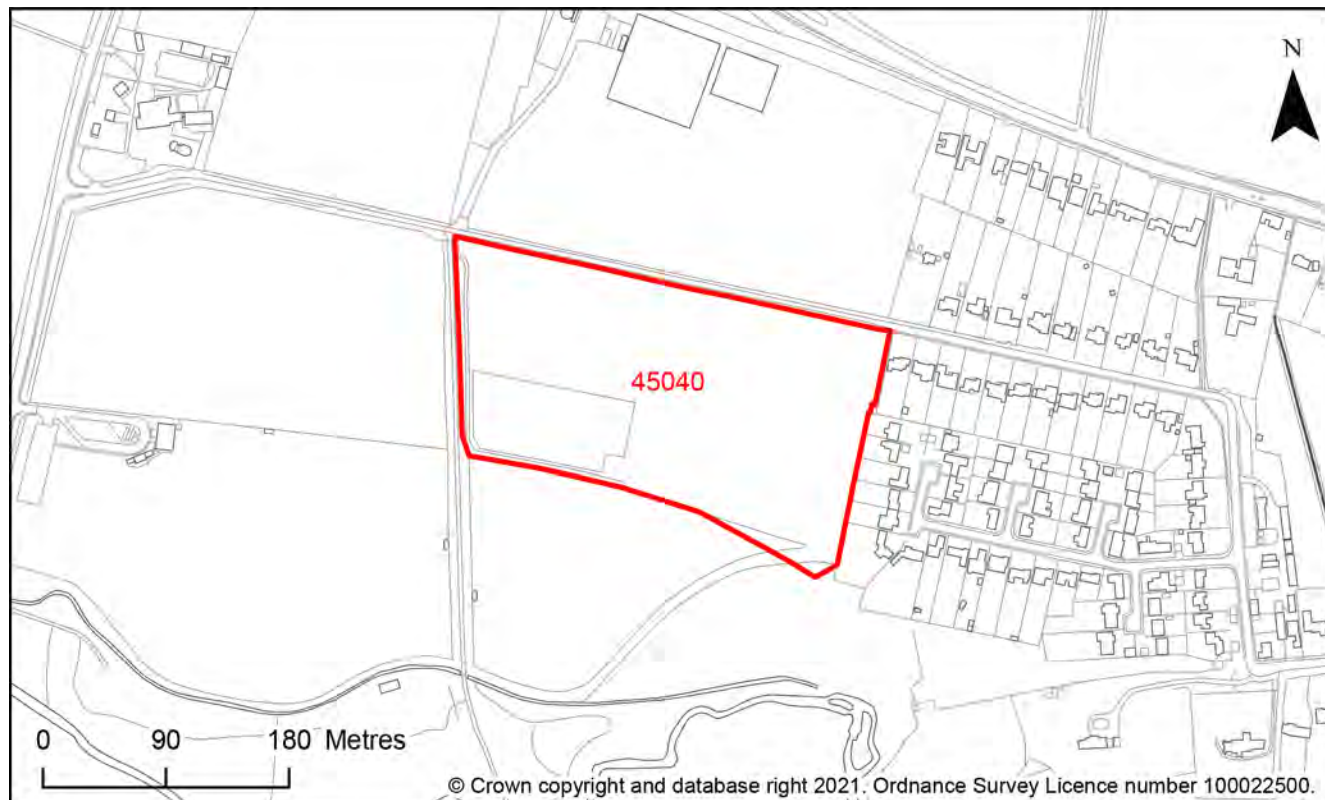 N
45040
0 90 180 Metres
© Crown copyright and database right 2021. Ordnance Survey Licence number 100022500.